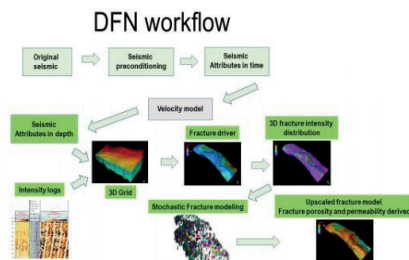 DFN workflow
Original
seismic
Seismic
preconditioning
Seismic
Attributes in time
Velocity model
Seismic
Attributes in depth
Fracture driver
3D fracture intensity
distribution
Intensity logs
3D Grid
Stochastic Fracture modeling
Upscaled fracture model.
Fracture porosity and permeability derived